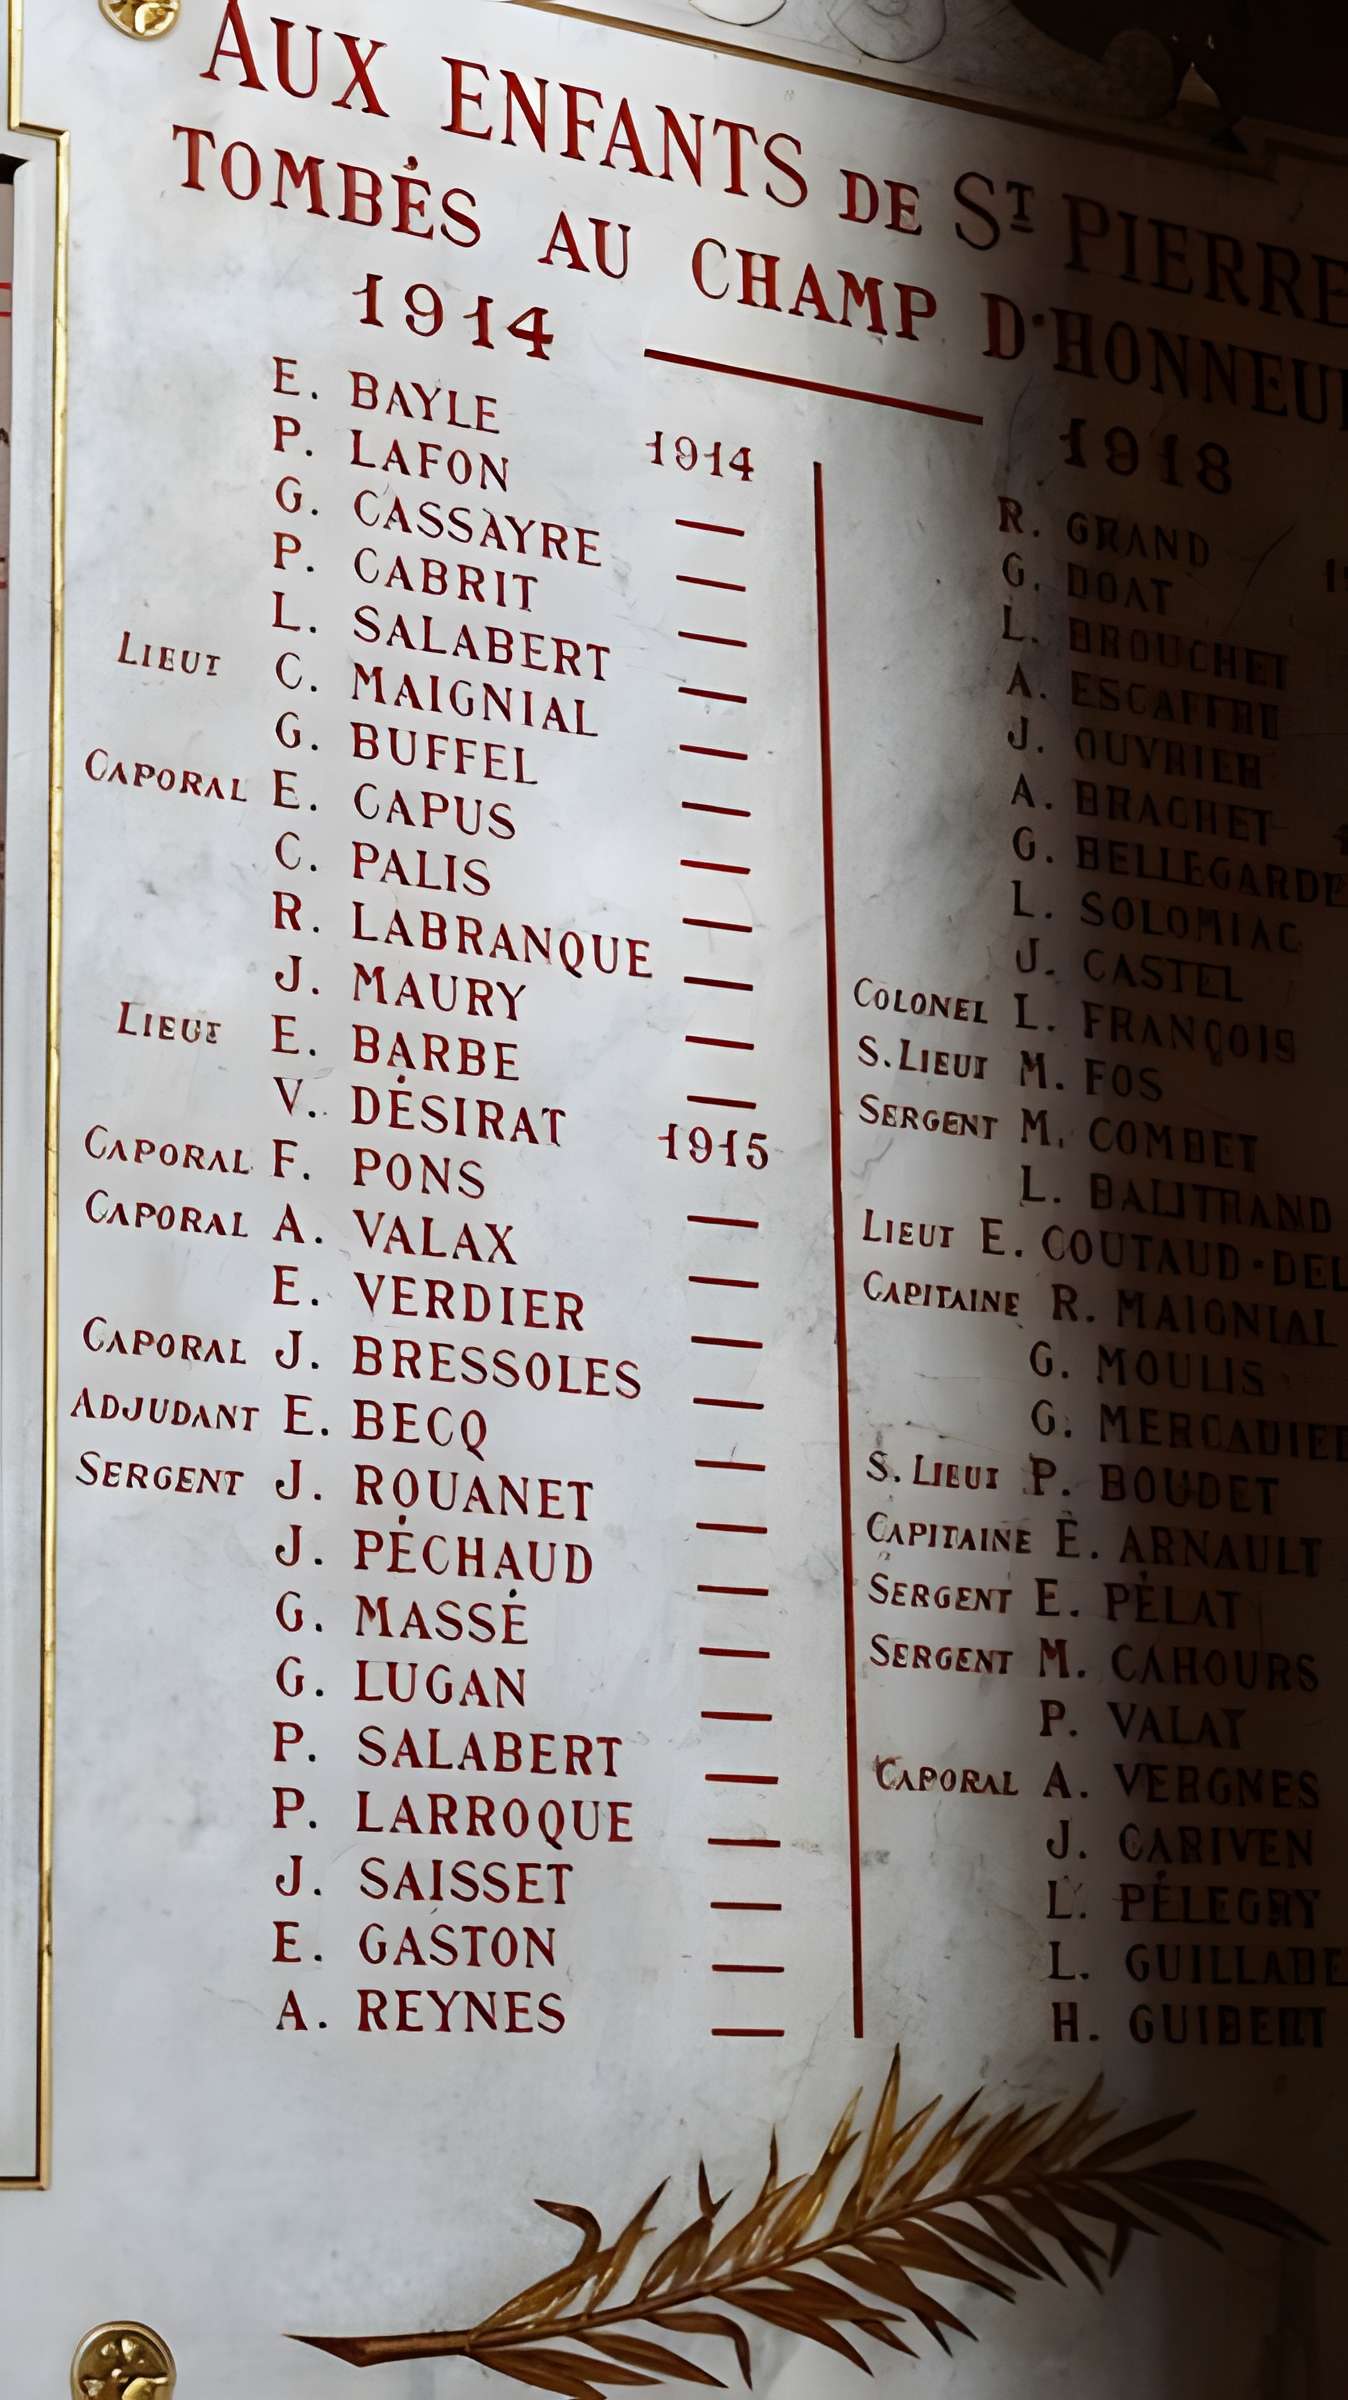 AUX ENFANTS DE ST PIERRE
TOMBÉS AU CHAMP D'HONNEUR
1914 — 1918
E. BAYLE 1914
P. LAFON —
G. CASSAYRE —
P. CABRIT —
L. SALABERT —
LIEUT C. MAIGNIAL —
G. BUFFEL —
CAPORAL E. CAPUS —
C. PALIS —
R. LABRANQUE —
J. MAURY —
LIEUT E. BARBE —
V. DÉSIRAT 1915
CAPORAL F. PONS —
CAPORAL A. VALAX —
E. VERDIER —
CAPORAL J. BRESSOLES —
ADJUDANT E. BECQ —
SERGENT J. ROUANET —
J. PÉCHAUD —
G. MASSÉ —
G. LUGAN —
P. SALABERT —
P. LARROQUE —
J. SAISSET —
E. GASTON —
A. REYNES —
R. GRAND
G. DOAT
L. BROUCHET
A. ESCAFFRE
J. OUVRIER
A. BRACHET
G. BELLEGARDE
L. SOLOMIAC
J. CASTEL
COLONEL L. FRANÇOIS
S. LIEUT M. FOS
SERGENT M. COMBET
L. BAUTRAND
LIEUT E. COUTAUD-DEL
CAPITAINE R. MAIGNIAL
G. MOULIS
G. MERCADIER
S. LIEUT P. BOUDET
CAPITAINE E. ARNAULT
SERGENT E. PÉLAT
SERGENT M. CAHOURS
P. VALAT
CAPORAL A. VERGNES
J. CARIVEN
L. PÉLEGRY
L. GUILLADE
H. GUIBERT